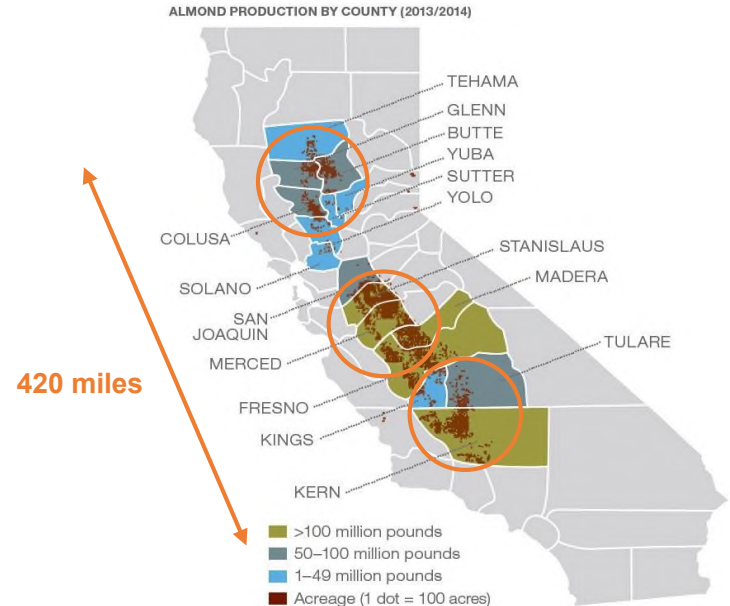 ALMOND PRODUCTION BY COUNTY (2013/2014)
TEHAMA
GLENN
BUTTE
YUBA
SUTTER
YOLO
COLUSA
STANISLAUS
MADERA
SOLANO
SAN
JOAQUIN
TULARE
MERCED
420 miles
FRESNO
KINGS
KERN
>100 million pounds
50–100 million pounds
1–49 million pounds
Acreage (1 dot = 100 acres)